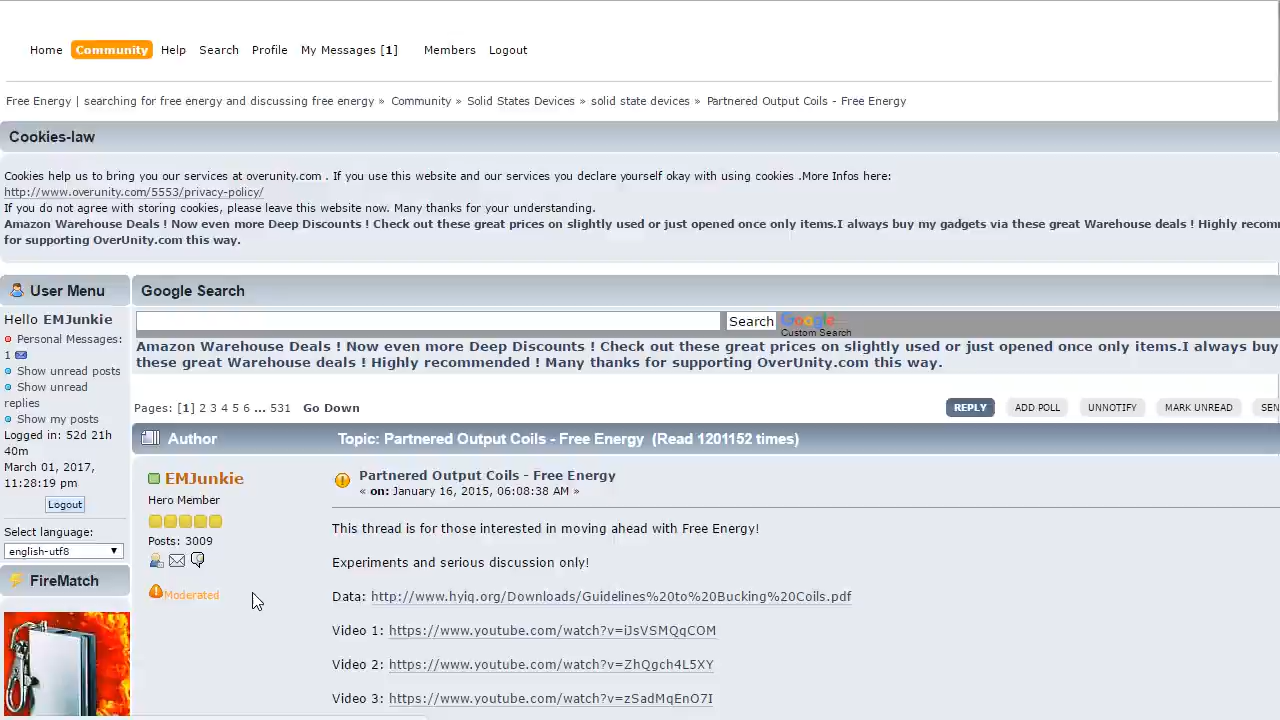 Home Community Help Search Profile My Messages [1] Members Logout
Free Energy | searching for free energy and discussing free energy » Community » Solid States Devices » solid state devices » Partnered Output Coils - Free Energy
Cookies-law
Cookies help us to bring you our services at overunity.com . If you use this website and our services you declare yourself okay with using cookies .More Infos here:
http://www.overunity.com/5553/privacy-policy/
If you do not agree with storing cookies, please leave this website now. Many thanks for your understanding.
Amazon Warehouse Deals ! Now even more Deep Discounts ! Check out these great prices on slightly used or just opened once only items.I always buy my gadgets via these great Warehouse deals ! Highly recom
for supporting OverUnity.com this way.
User Menu
Hello EMJunkie
Personal Messages:
1
Show unread posts
Show unread
replies
Show my posts
Logged in: 52d 21h
40m
March 01, 2017,
11:28:19 pm
Logout
Select language:
english-utf8
FireMatch
Google Search
Search Google
Custom Search
Amazon Warehouse Deals ! Now even more Deep Discounts ! Check out these great prices on slightly used or just opened once only items.I always buy
these great Warehouse deals ! Highly recommended ! Many thanks for supporting OverUnity.com this way.
Pages: [1] 2 3 4 5 6 ... 531 Go Down
REPLY ADD POLL UNNOTIFY MARK UNREAD SEN
Author Topic: Partnered Output Coils - Free Energy (Read 1201152 times)
EMJunkie
Hero Member
Posts: 3009
Moderated
Partnered Output Coils - Free Energy
« on: January 16, 2015, 06:08:38 AM »
This thread is for those interested in moving ahead with Free Energy!
Experiments and serious discussion only!
Data: http://www.hyiq.org/Downloads/Guidelines%20to%20Bucking%20Coils.pdf
Video 1: https://www.youtube.com/watch?v=iJsVSMQqCOM
Video 2: https://www.youtube.com/watch?v=ZhQgch4L5XY
Video 3: https://www.youtube.com/watch?v=zSadMqEnO7I